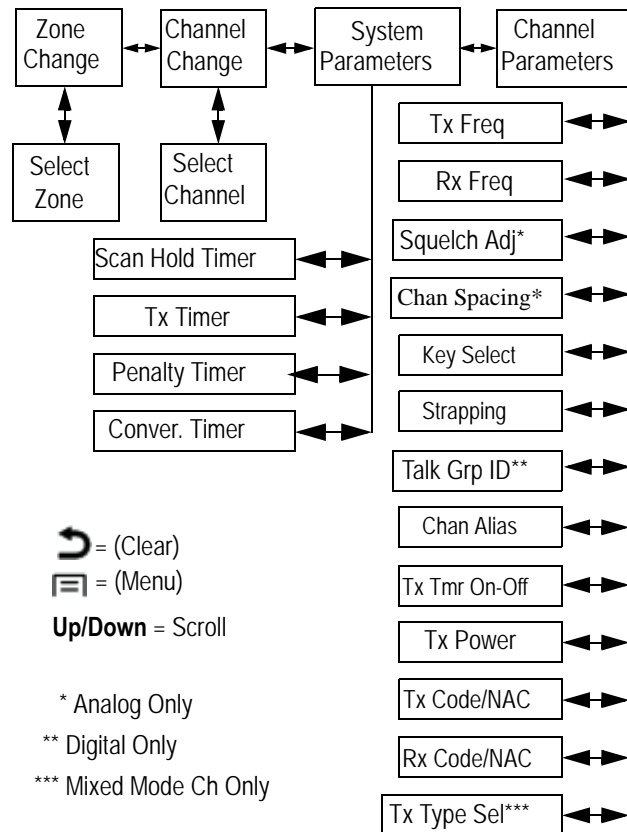 Zone
Change
Channel
Change
System
Parameters
Channel
Parameters
Select
Zone
Select
Channel
Scan Hold Timer
Tx Timer
Penalty Timer
Conver. Timer
Tx Freq
Rx Freq
Squelch Adj*
Chan Spacing*
Key Select
Strapping
Talk Grp ID**
Chan Alias
Tx Tmr On-Off
Tx Power
Tx Code/NAC
Rx Code/NAC
Tx Type Sel***
= (Clear)
= (Menu)
Up/Down = Scroll
* Analog Only
** Digital Only
*** Mixed Mode Ch Only